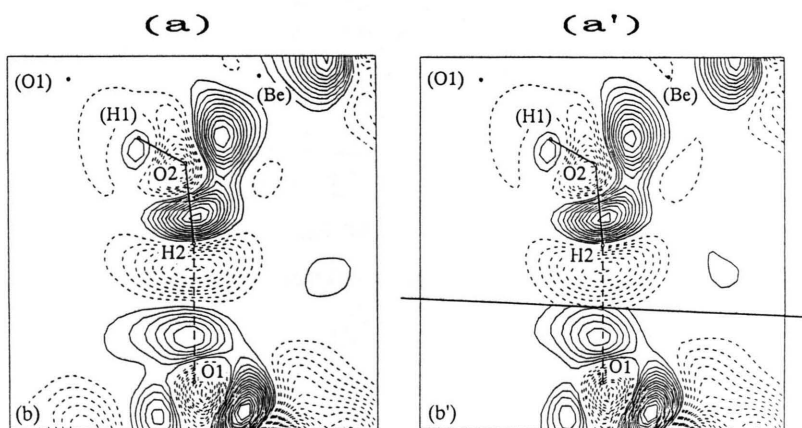 (a) (a')
(O1) (Be) (O1) (Be)
(H1) (H1)
O2 O2
H2 H2
O1 O1
(b) (b')